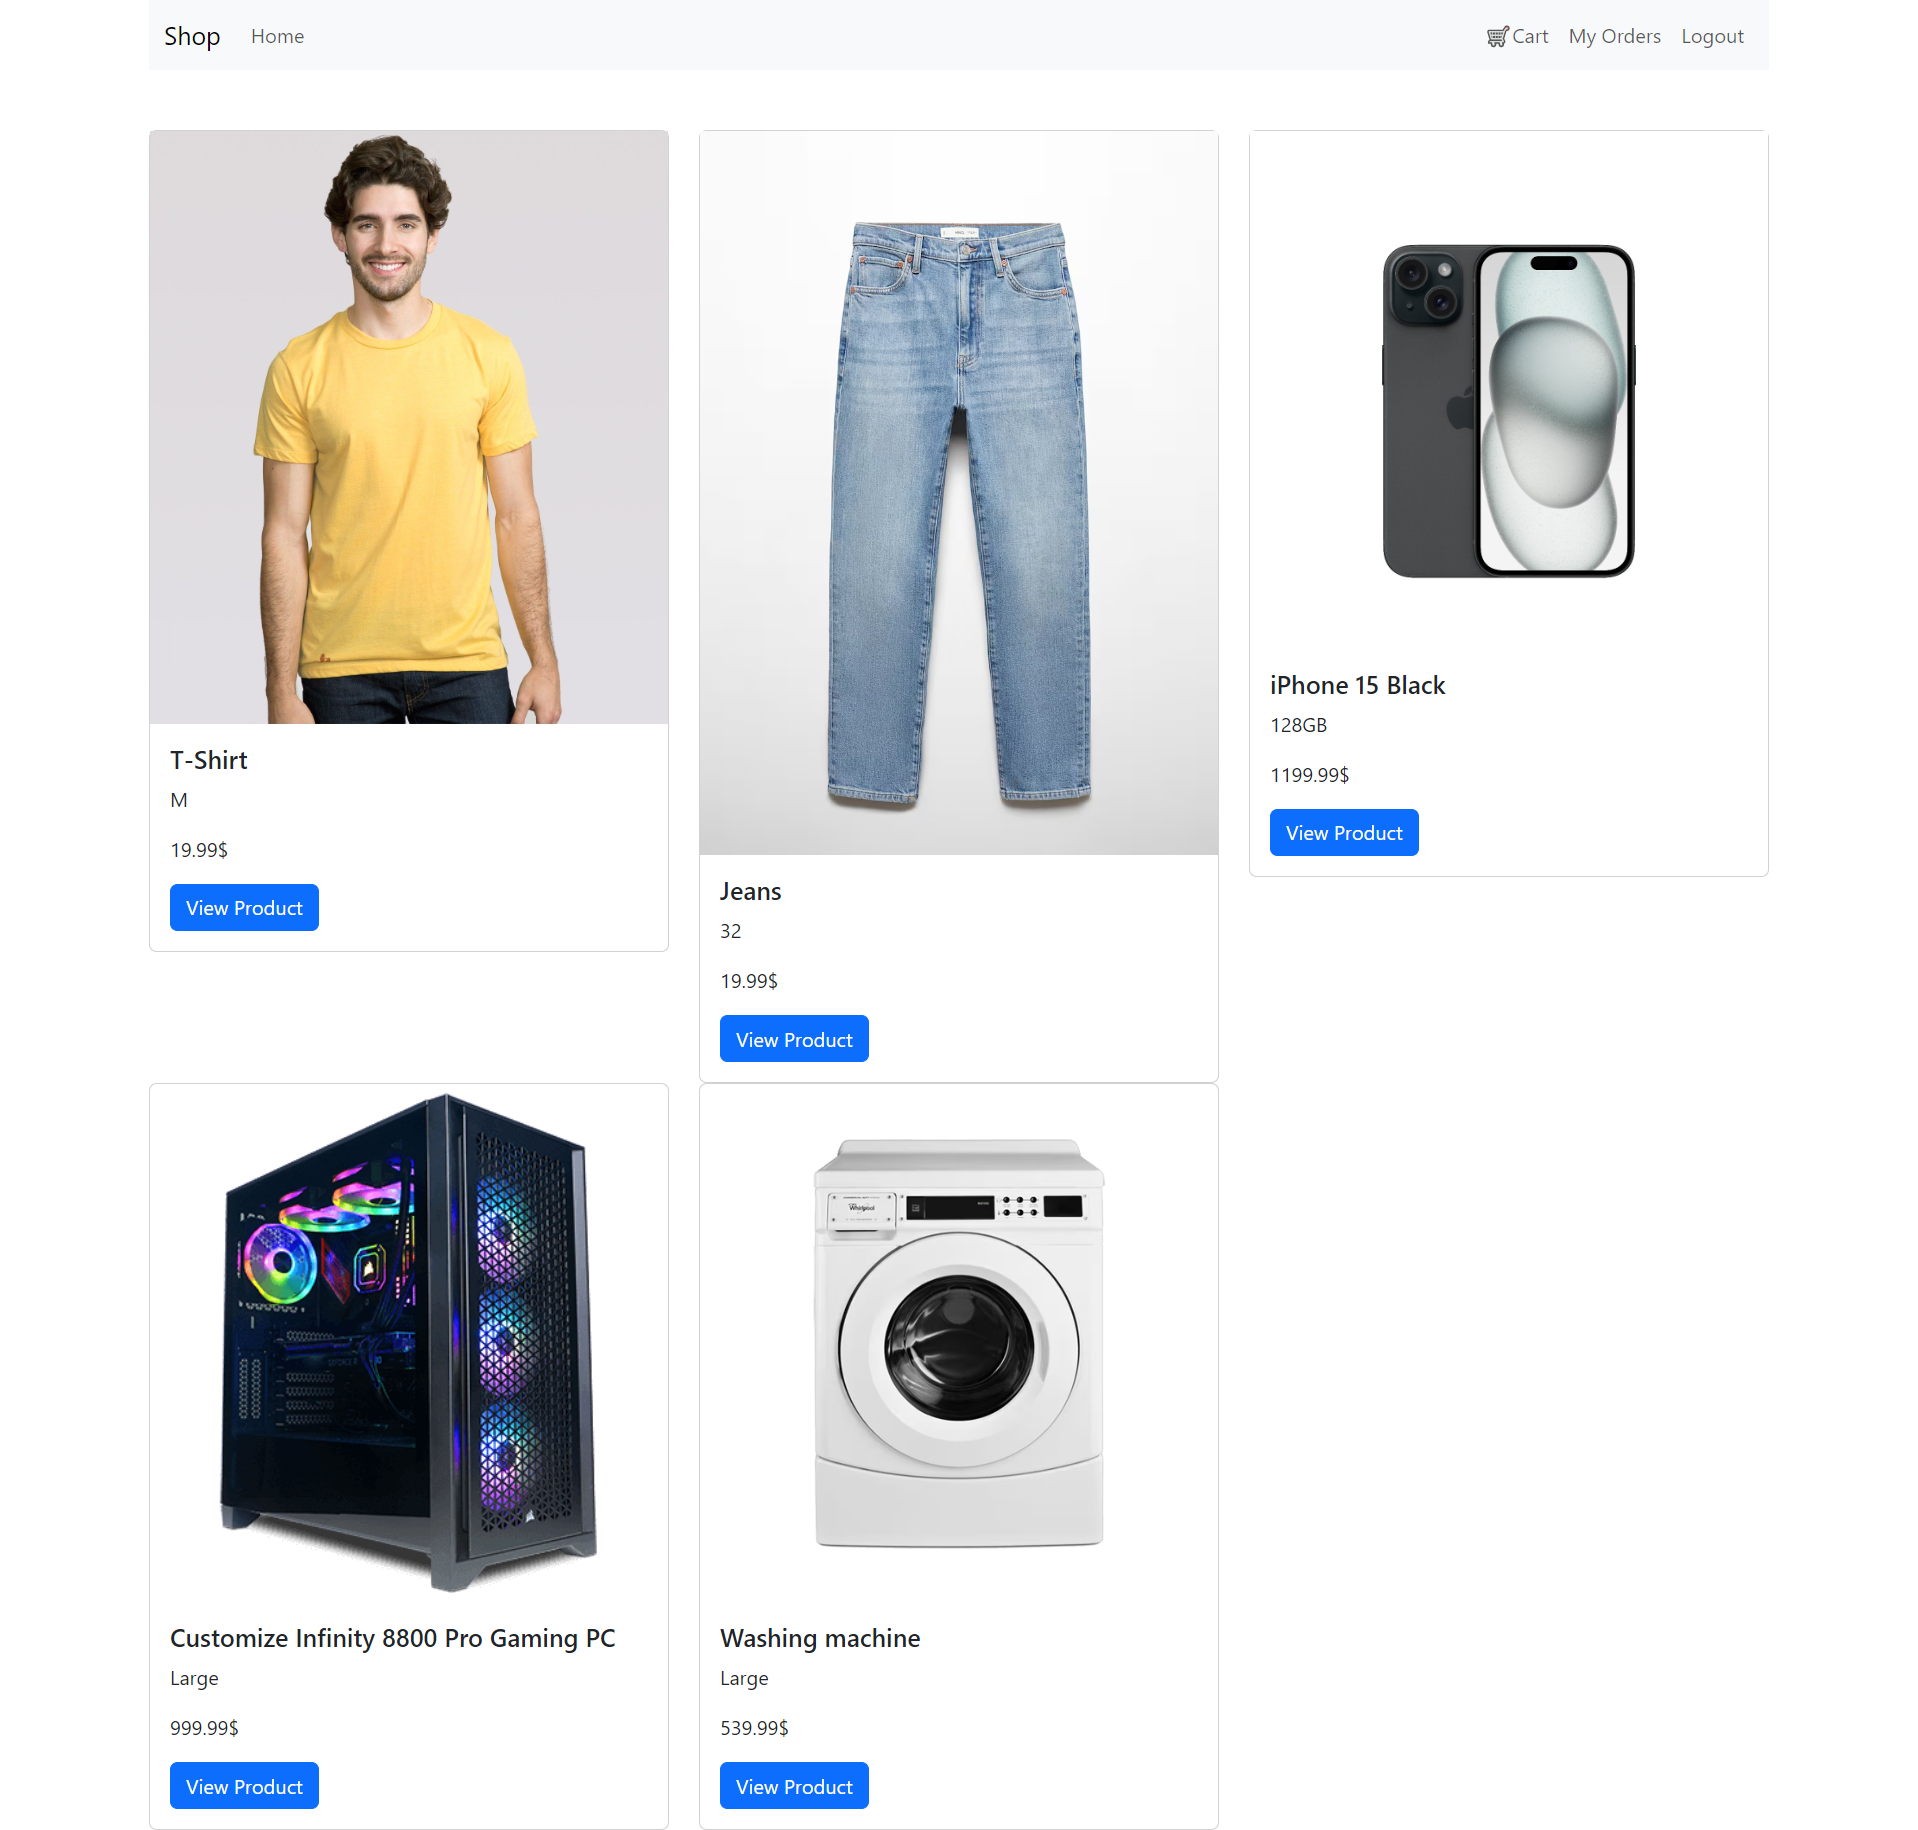 Shop
Home
Cart
My Orders
Logout
T-Shirt
M
19.99$
View Product
Jeans
32
19.99$
View Product
iPhone 15 Black
128GB
1199.99$
View Product
Customize Infinity 8800 Pro Gaming PC
Large
999.99$
View Product
Whirlpool
Washing machine
Large
539.99$
View Product